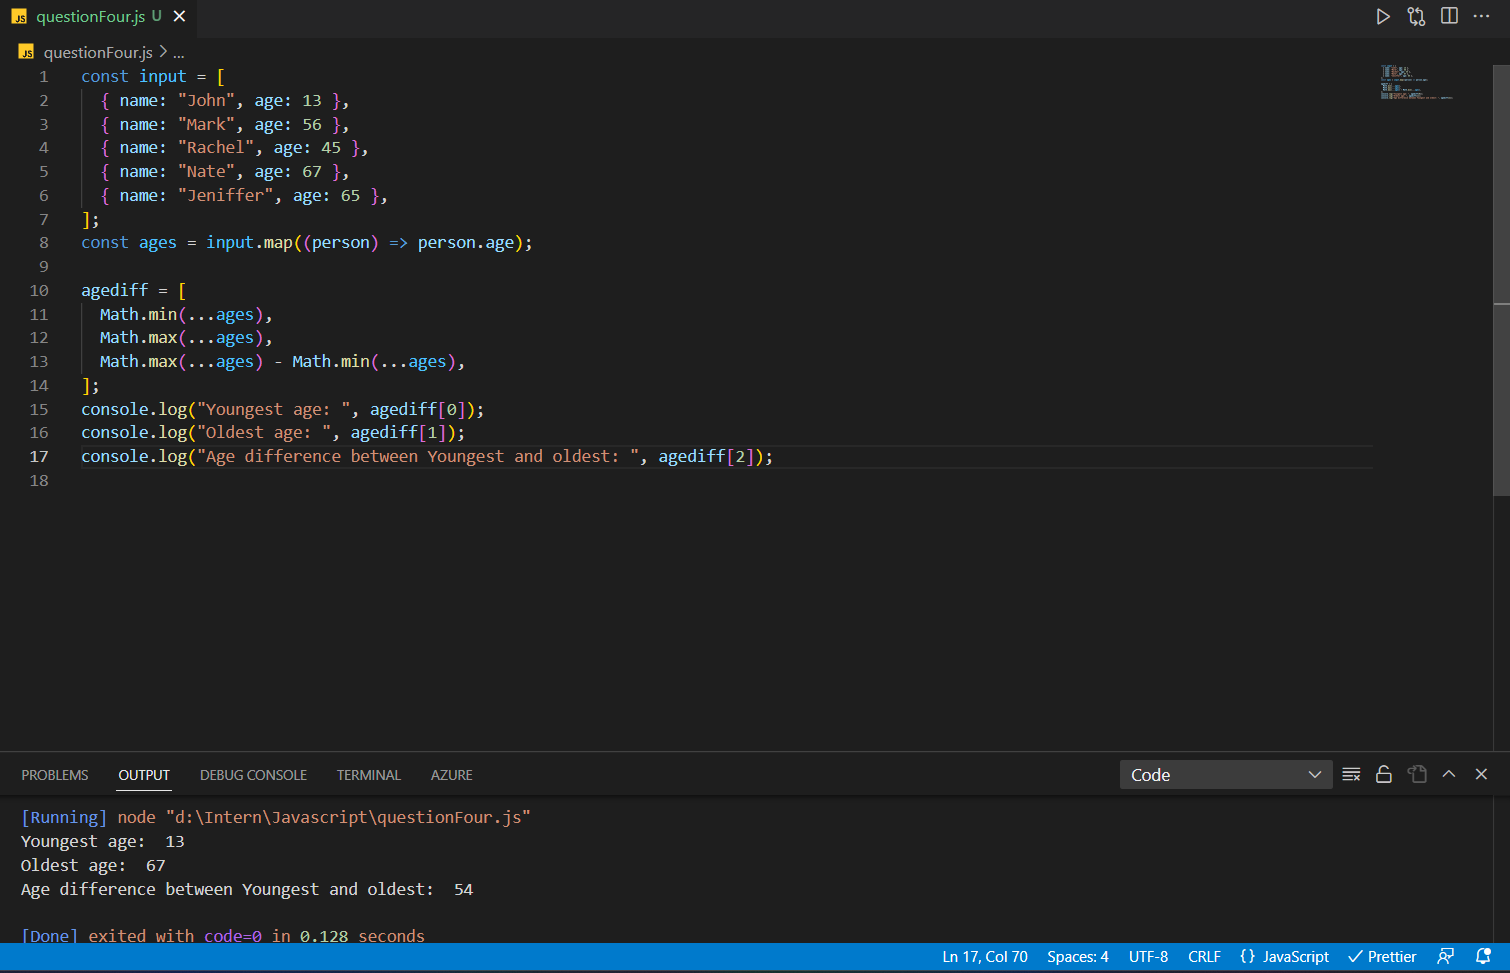 JS questionFour.js U
JS questionFour.js > ...
1 const input = [
2 { name: "John", age: 13 },
3 { name: "Mark", age: 56 },
4 { name: "Rachel", age: 45 },
5 { name: "Nate", age: 67 },
6 { name: "Jeniffer", age: 65 },
7 ];
8 const ages = input.map((person) => person.age);
9
10 agediff = [
11 Math.min(...ages),
12 Math.max(...ages),
13 Math.max(...ages) - Math.min(...ages),
14 ];
15 console.log("Youngest age: ", agediff[0]);
16 console.log("Oldest age: ", agediff[1]);
17 console.log("Age difference between Youngest and oldest: ", agediff[2]);
18
PROBLEMS OUTPUT DEBUG CONSOLE TERMINAL AZURE Code
[Running] node "d:\Intern\Javascript\questionFour.js"
Youngest age:  13
Oldest age:  67
Age difference between Youngest and oldest:  54
[Done] exited with code=0 in 0.128 seconds
Ln 17, Col 70 Spaces: 4 UTF-8 CRLF {} JavaScript Prettier